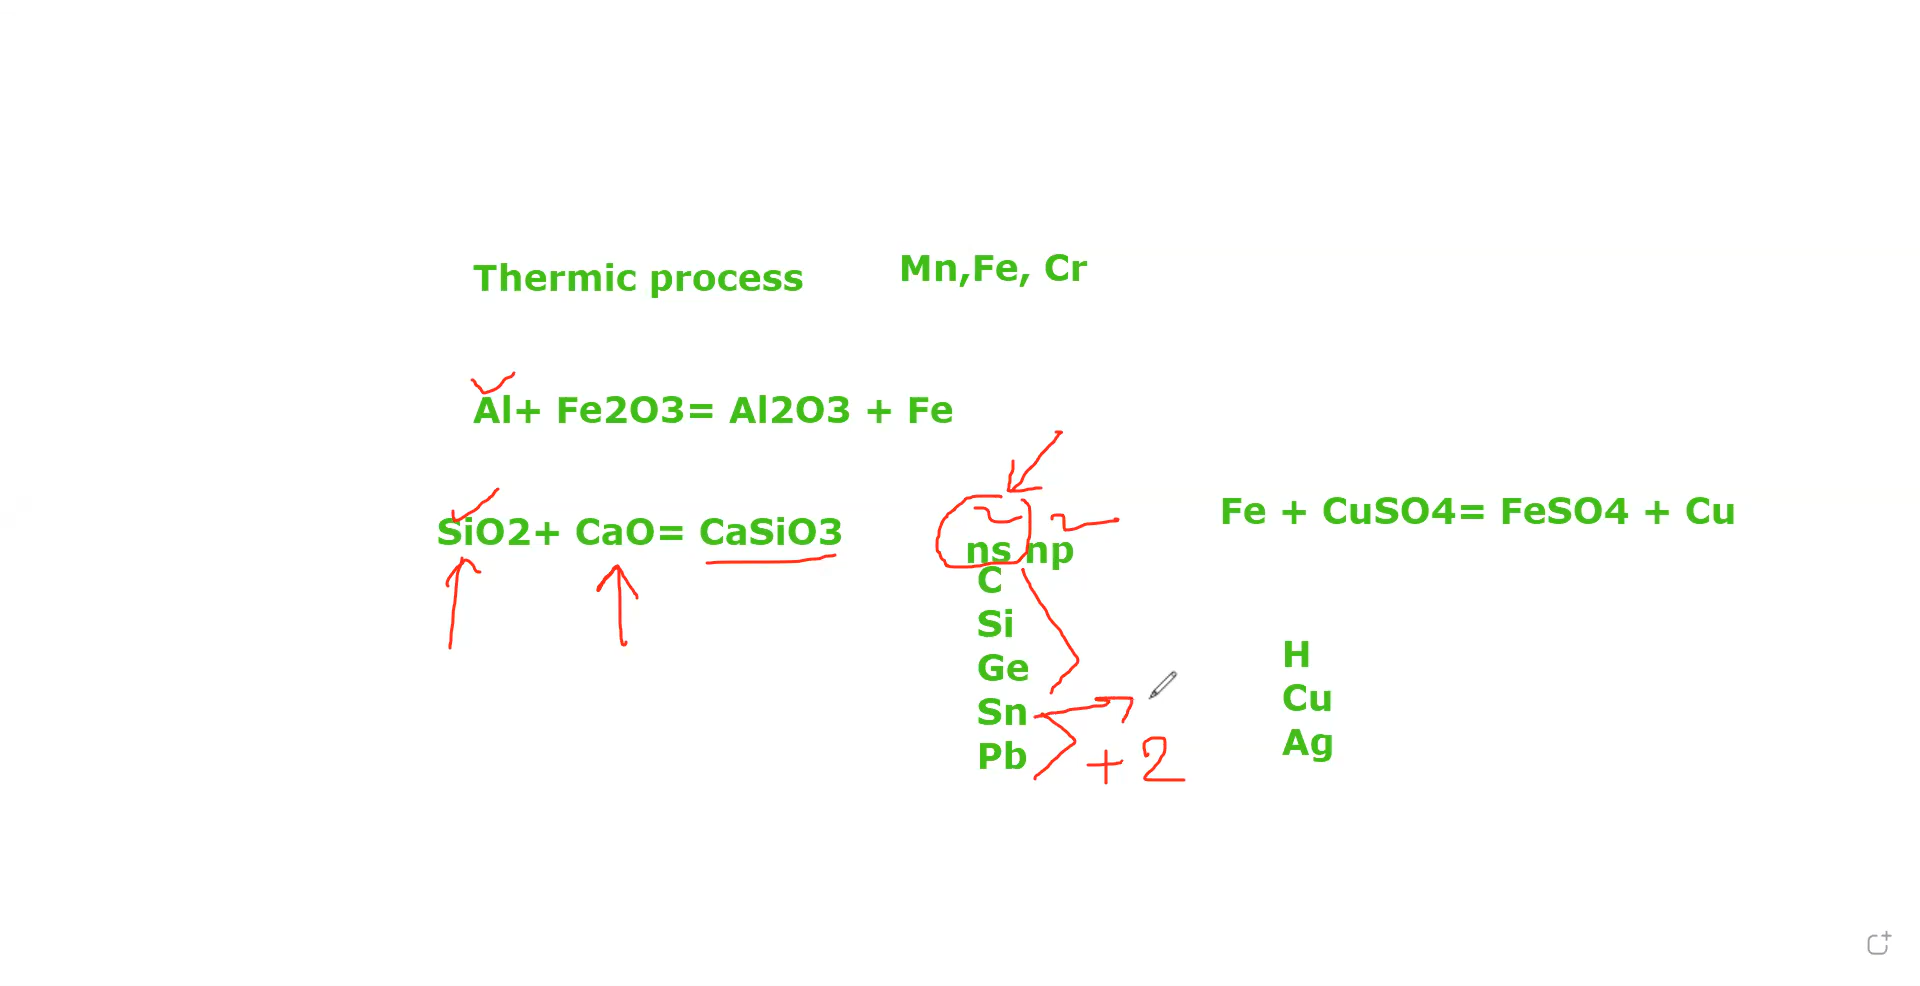 Thermic process
Mn,Fe, Cr
Al+ Fe2O3= Al2O3 + Fe
SiO2+ CaO= CaSiO3
ns np
C
Si
Ge
Sn
Pb
+2
Fe + CuSO4= FeSO4 + Cu
H
Cu
Ag